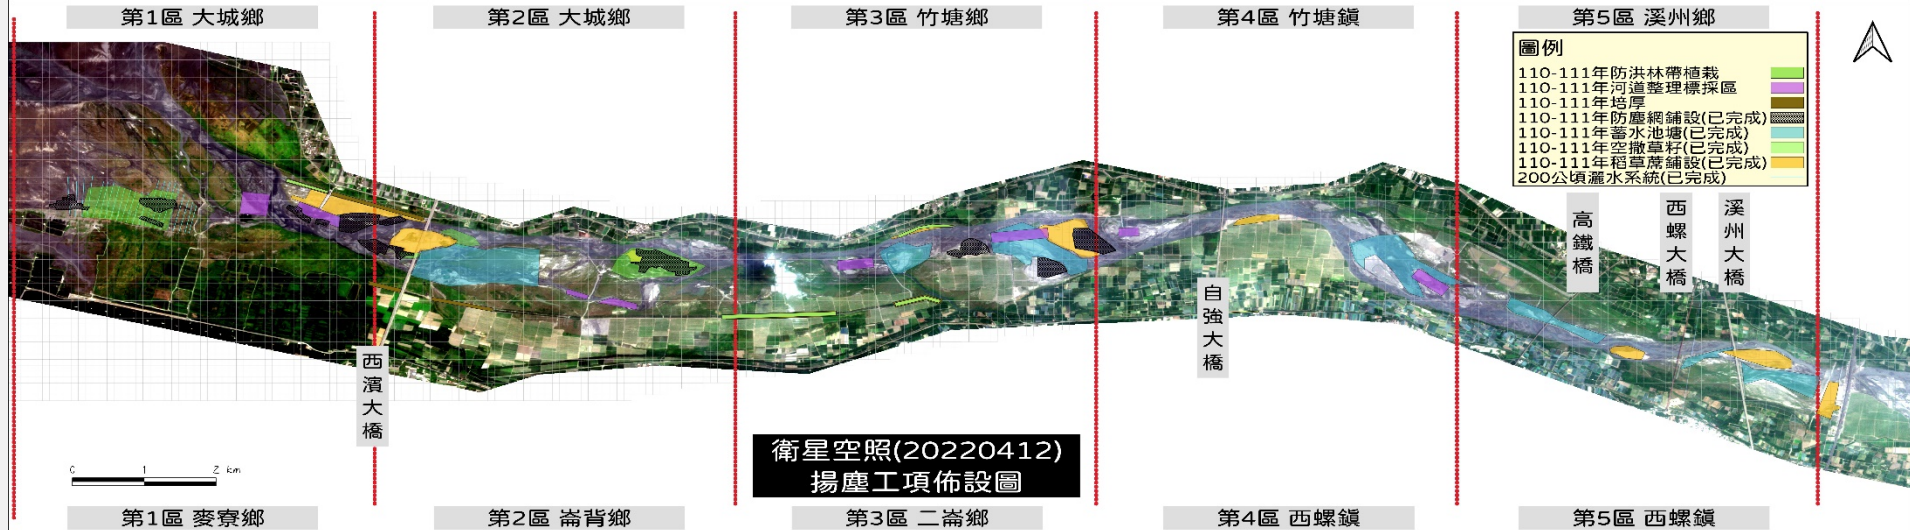 第1區 大城鄉
第2區 大城鄉
第3區 竹塘鄉
第4區 竹塘鎮
第5區 溪州鄉
圖例
110-111年防洪林帶植栽
110-111年河道整理標採區
110-111年培厚
110-111年防塵網鋪設(已完成)
110-111年蓄水池塘(已完成)
110-111年空撒草籽(已完成)
110-111年稻草蓆鋪設(已完成)
200公頃灑水系統(已完成)
高鐵橋
西螺大橋
溪州大橋
自強大橋
西濱大橋
衛星空照(20220412)
揚塵工項佈設圖
0 1 2 km
第1區 麥寮鄉
第2區 崙背鄉
第3區 二崙鄉
第4區 西螺鎮
第5區 西螺鎮